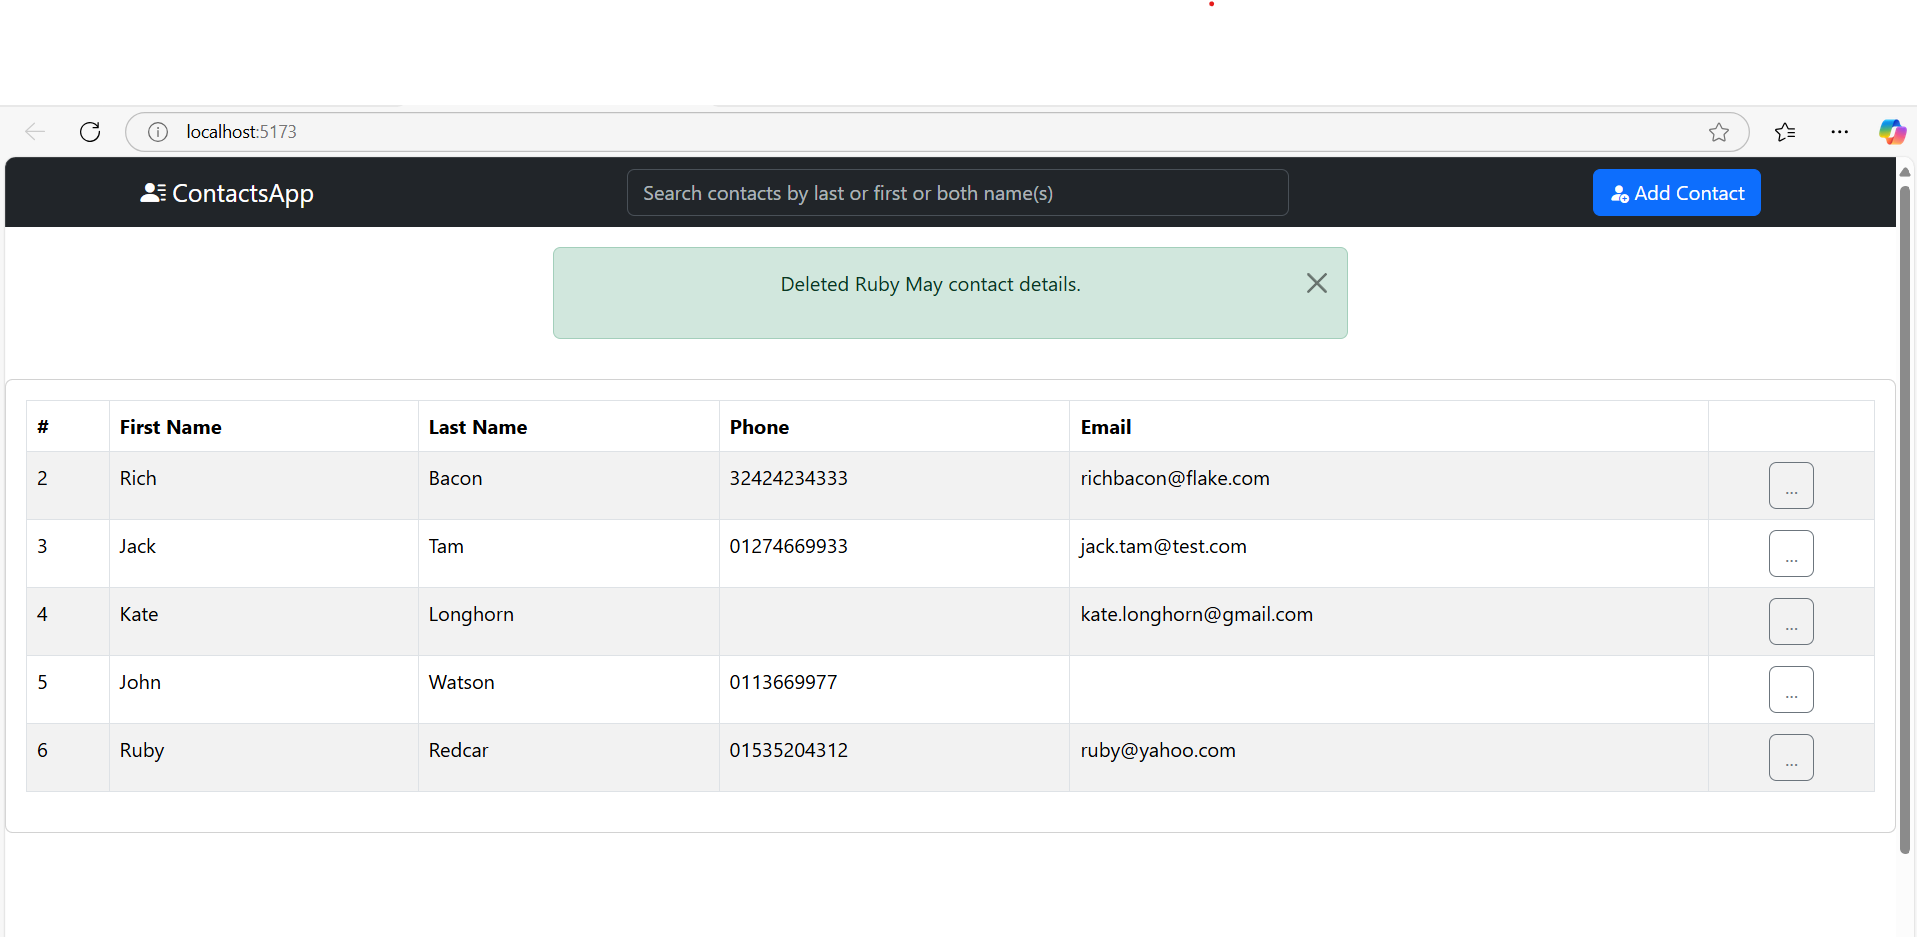 localhost:5173
ContactsApp
Search contacts by last or first or both name(s)
Add Contact
Deleted Ruby May contact details.
# First Name Last Name Phone Email
2 Rich Bacon 32424234333 richbacon@flake.com ...
3 Jack Tam 01274669933 jack.tam@test.com ...
4 Kate Longhorn kate.longhorn@gmail.com ...
5 John Watson 0113669977 ...
6 Ruby Redcar 01535204312 ruby@yahoo.com ...